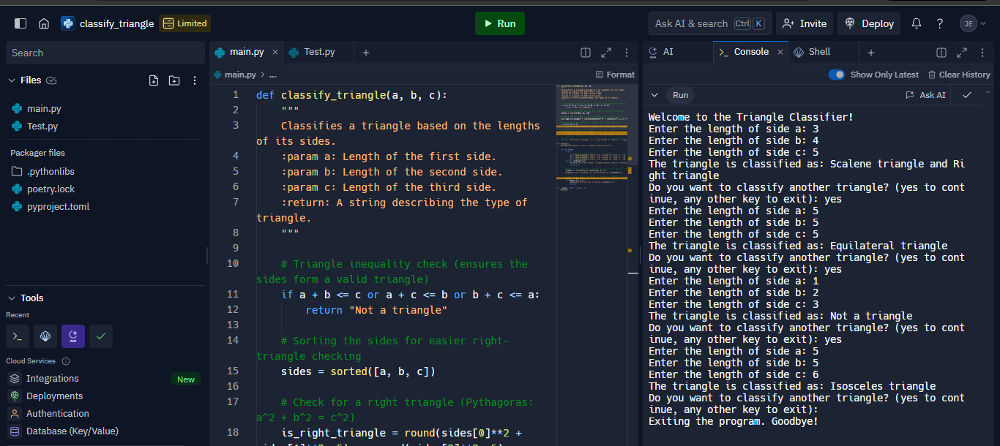 classify_triangle
Limited
Run
Ask AI & search Ctrl K
Invite
Deploy
JE
Search
Files
main.py
Test.py
Packager files
.pythonlibs
poetry.lock
pyproject.toml
Tools
Recent
Cloud Services
Integrations
New
Deployments
Authentication
Database (Key/Value)
main.py
Test.py
main.py > ...
Format
1 def classify_triangle(a, b, c):
2 """
3 Classifies a triangle based on the lengths
of its sides.
4 :param a: Length of the first side.
5 :param b: Length of the second side.
6 :param c: Length of the third side.
7 :return: A string describing the type of
triangle.
8 """
9
10 # Triangle inequality check (ensures the
sides form a valid triangle)
11 if a + b <= c or a + c <= b or b + c <= a:
12 return "Not a triangle"
13
14 # Sorting the sides for easier right-
triangle checking
15 sides = sorted([a, b, c])
16
17 # Check for a right triangle (Pythagoras:
a^2 + b^2 = c^2)
18 is_right_triangle = round(sides[0]**2 +
AI
Console
Shell
Show Only Latest
Clear History
Run
Ask AI
Welcome to the Triangle Classifier!
Enter the length of side a: 3
Enter the length of side b: 4
Enter the length of side c: 5
The triangle is classified as: Scalene triangle and Ri
ght triangle
Do you want to classify another triangle? (yes to cont
inue, any other key to exit): yes
Enter the length of side a: 5
Enter the length of side b: 5
Enter the length of side c: 5
The triangle is classified as: Equilateral triangle
Do you want to classify another triangle? (yes to cont
inue, any other key to exit): yes
Enter the length of side a: 1
Enter the length of side b: 2
Enter the length of side c: 3
The triangle is classified as: Not a triangle
Do you want to classify another triangle? (yes to cont
inue, any other key to exit): yes
Enter the length of side a: 5
Enter the length of side b: 5
Enter the length of side c: 6
The triangle is classified as: Isosceles triangle
Do you want to classify another triangle? (yes to cont
inue, any other key to exit):
Exiting the program. Goodbye!